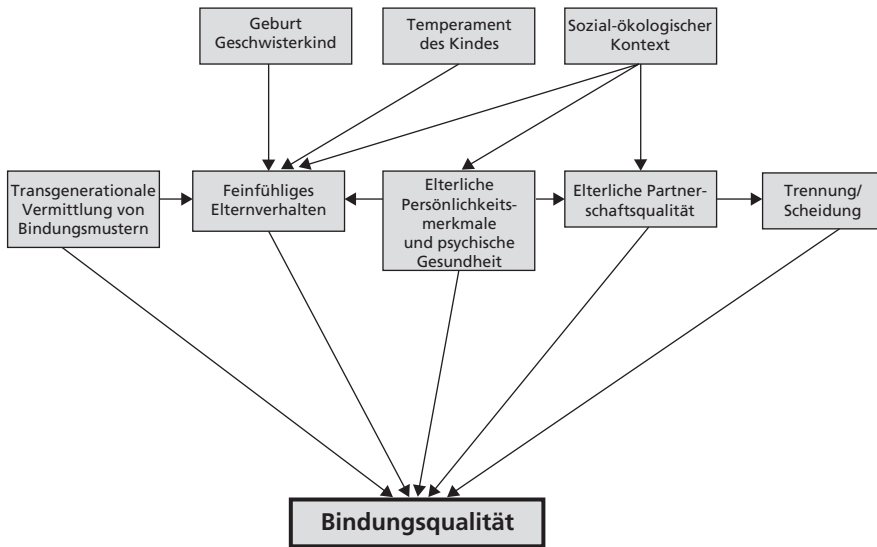 Geburt
Geschwisterkind
Temperament
des Kindes
Sozial-ökologischer
Kontext
Transgenerationale
Vermittlung von
Bindungsmustern
Feinfühliges
Elternverhalten
Elterliche
Persönlichkeits-
merkmale
und psychische
Gesundheit
Elterliche Partner-
schaftsqualität
Trennung/
Scheidung
Bindungsqualität